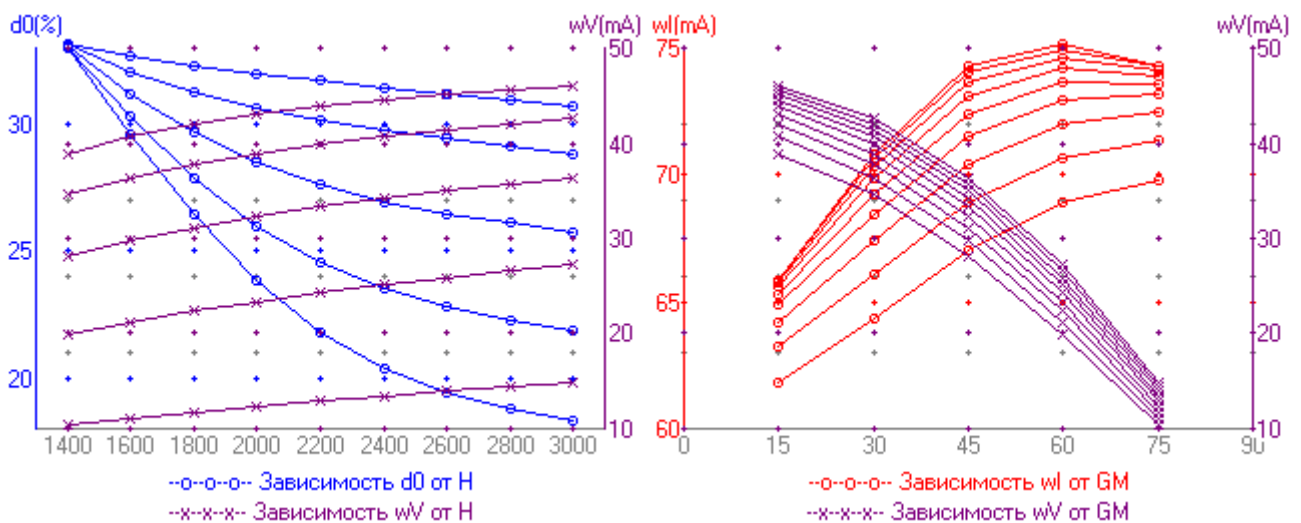 d0(%) wV(mA) wI(mA) wV(mA)
50 75 50
30 40 70 40
25 30 65 30
20 20 20
10 60 10
1400 1600 1800 2000 2200 2400 2600 2800 3000 0 15 30 45 60 75 90
--o--o--o-- Зависимость d0 от H --o--o--o-- Зависимость wI от GM
--x--x--x-- Зависимость wV от H --x--x--x-- Зависимость wV от GM